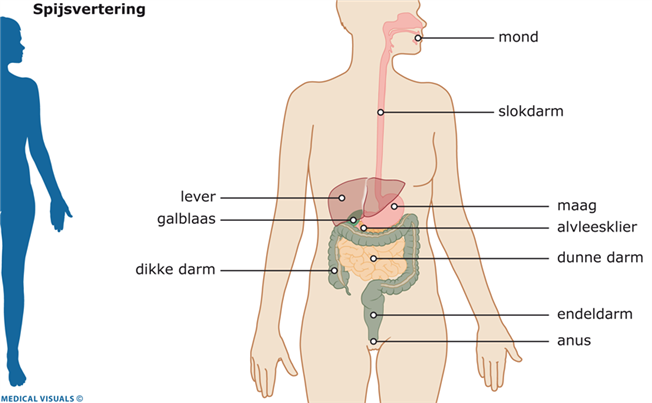 Spijsvertering
mond
slokdarm
lever
maag
galblaas
alvleesklier
dunne darm
dikke darm
endeldarm
anus
MEDICAL VISUALS ©